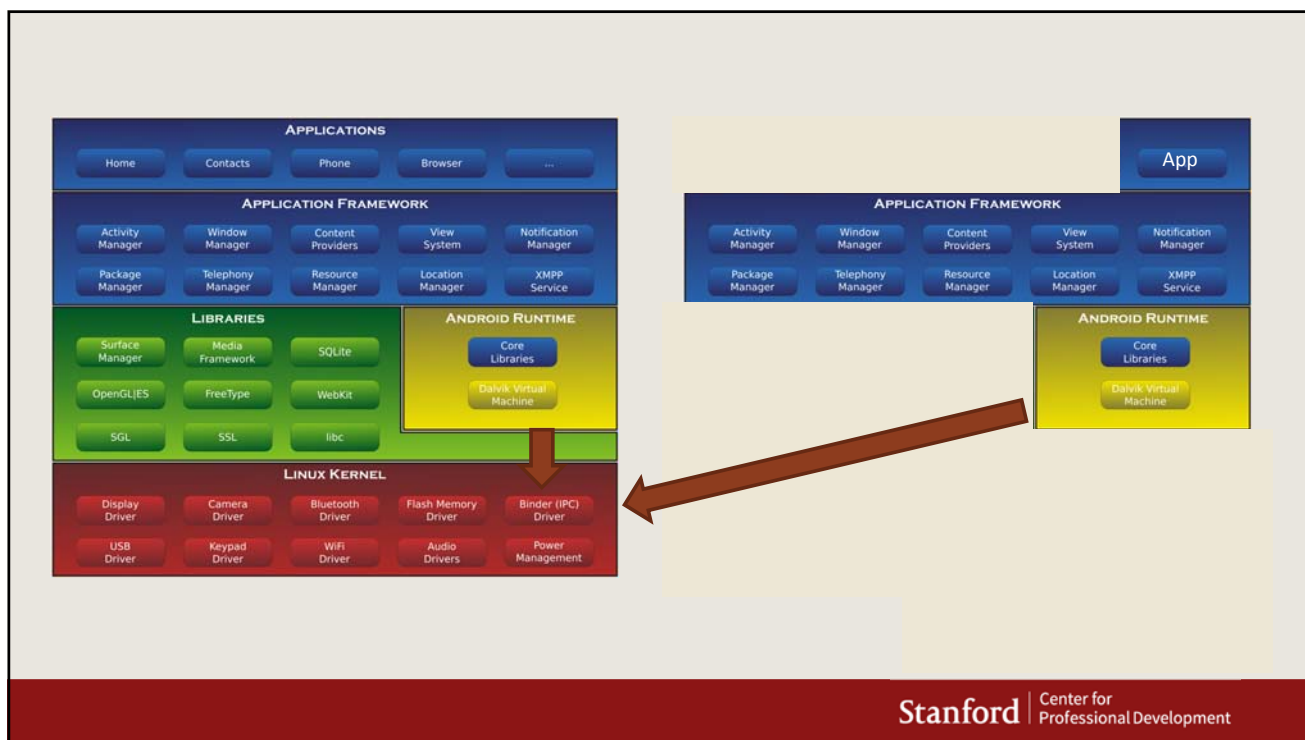 APPLICATIONS
Home Contacts Phone Browser ...
APPLICATION FRAMEWORK
Activity Manager
Window Manager
Content Providers
View System
Notification Manager
Package Manager
Telephony Manager
Resource Manager
Location Manager
XMPP Service
LIBRARIES
Surface Manager
Media Framework
SQLite
OpenGL|ES
FreeType
WebKit
SGL
SSL
libc
ANDROID RUNTIME
Core Libraries
Dalvik Virtual Machine
LINUX KERNEL
Display Driver
Camera Driver
Bluetooth Driver
Flash Memory Driver
Binder (IPC) Driver
USB Driver
Keypad Driver
WiFi Driver
Audio Drivers
Power Management
App
APPLICATION FRAMEWORK
Activity Manager
Window Manager
Content Providers
View System
Notification Manager
Package Manager
Telephony Manager
Resource Manager
Location Manager
XMPP Service
ANDROID RUNTIME
Core Libraries
Dalvik Virtual Machine
Stanford
Center for
Professional Development